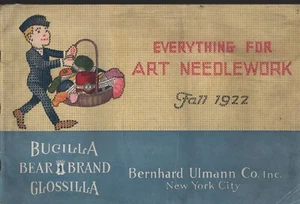 EVERYTHING FOR
ART NEEDLEWORK
Fall 1922
BUCILLA
BEAR BRAND
GLOSSILLA
Bernhard Ulmann Co. Inc.
New York City